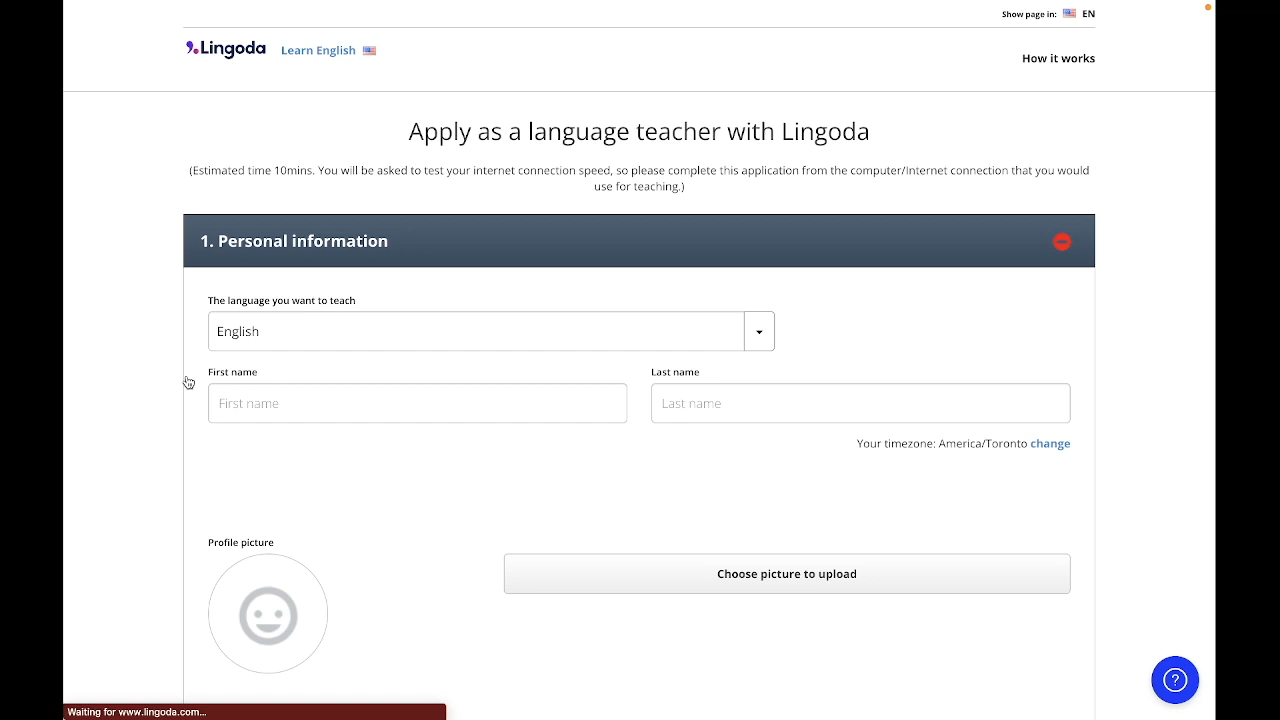 Show page in: EN
Lingoda Learn English
How it works
Apply as a language teacher with Lingoda
(Estimated time 10mins. You will be asked to test your internet connection speed, so please complete this application from the computer/Internet connection that you would
use for teaching.)
1. Personal information
The language you want to teach
English
First name Last name
First name Last name
Your timezone: America/Toronto change
Profile picture
Choose picture to upload
?
Waiting for www.lingoda.com...